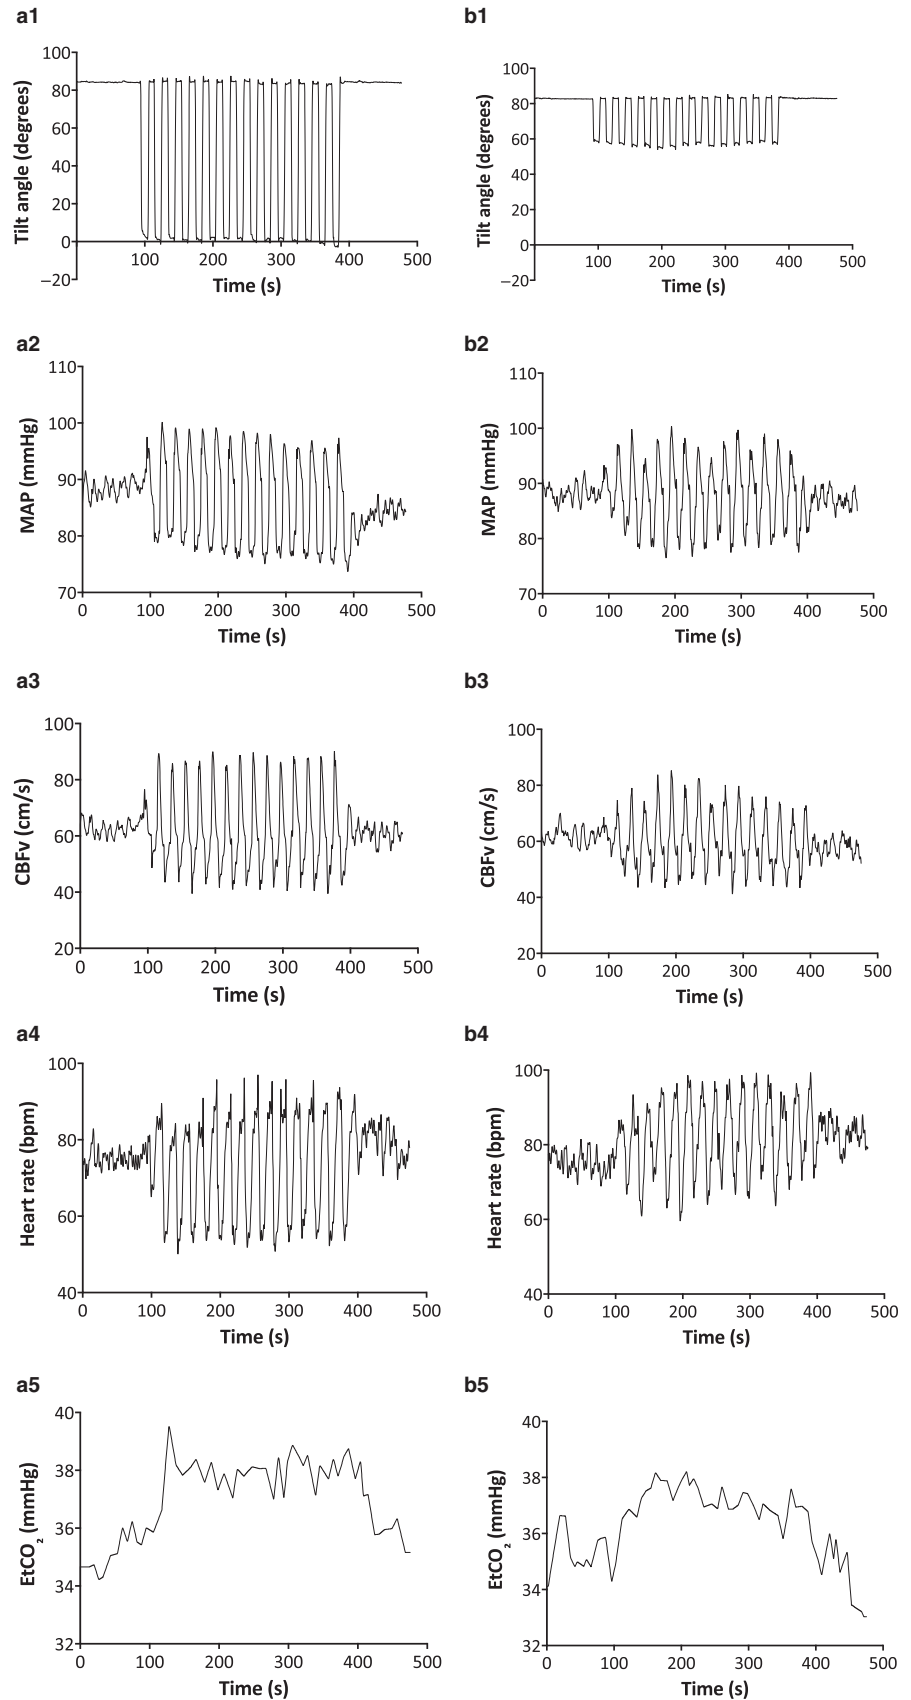 a1
b1
100
80
60
40
20
0
–20
Tilt angle (degrees)
100 200 300 400 500
Time (s)
100
80
60
40
20
0
–20
Tilt angle (degrees)
100 200 300 400 500
Time (s)
a2
b2
110
100
90
80
70
MAP (mmHg)
0 100 200 300 400 500
Time (s)
110
100
90
80
70
MAP (mmHg)
0 100 200 300 400 500
Time (s)
a3
b3
100
80
60
40
20
CBFv (cm/s)
0 100 200 300 400 500
Time (s)
100
80
60
40
20
CBFv (cm/s)
0 100 200 300 400 500
Time (s)
a4
b4
100
80
60
40
Heart rate (bpm)
0 100 200 300 400 500
Time (s)
100
80
60
40
Heart rate (bpm)
0 100 200 300 400 500
Time (s)
a5
b5
40
38
36
34
32
EtCO₂ (mmHg)
0 100 200 300 400 500
Time (s)
40
38
36
34
32
EtCO₂ (mmHg)
0 100 200 300 400 500
Time (s)